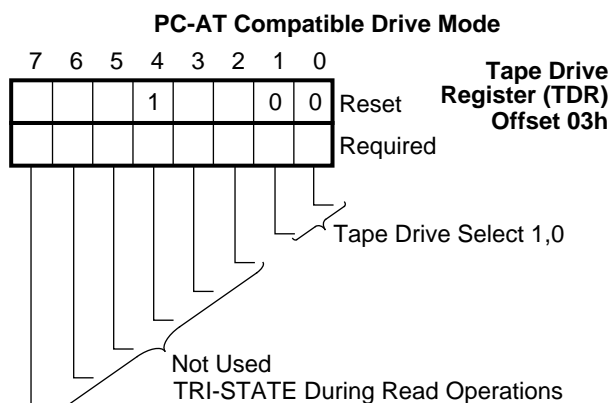 PC-AT Compatible Drive Mode
7 6 5 4 3 2 1 0
Tape Drive
Register (TDR)
Offset 03h
1 0 0 Reset
Required
Tape Drive Select 1,0
Not Used
TRI-STATE During Read Operations